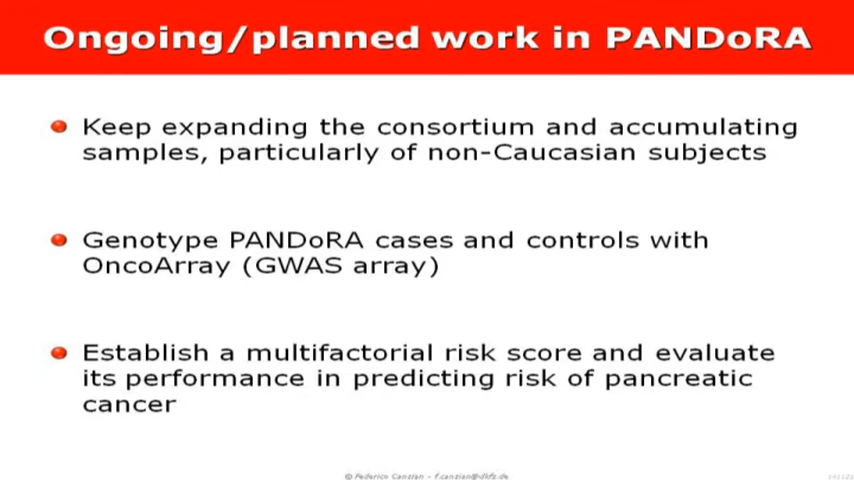 Ongoing/planned work in PANDoRA
Keep expanding the consortium and accumulating
samples, particularly of non-Caucasian subjects
Genotype PANDoRA cases and controls with
OncoArray (GWAS array)
Establish a multifactorial risk score and evaluate
its performance in predicting risk of pancreatic
cancer
© Federico Canzian – f.canzian@dkfz.de